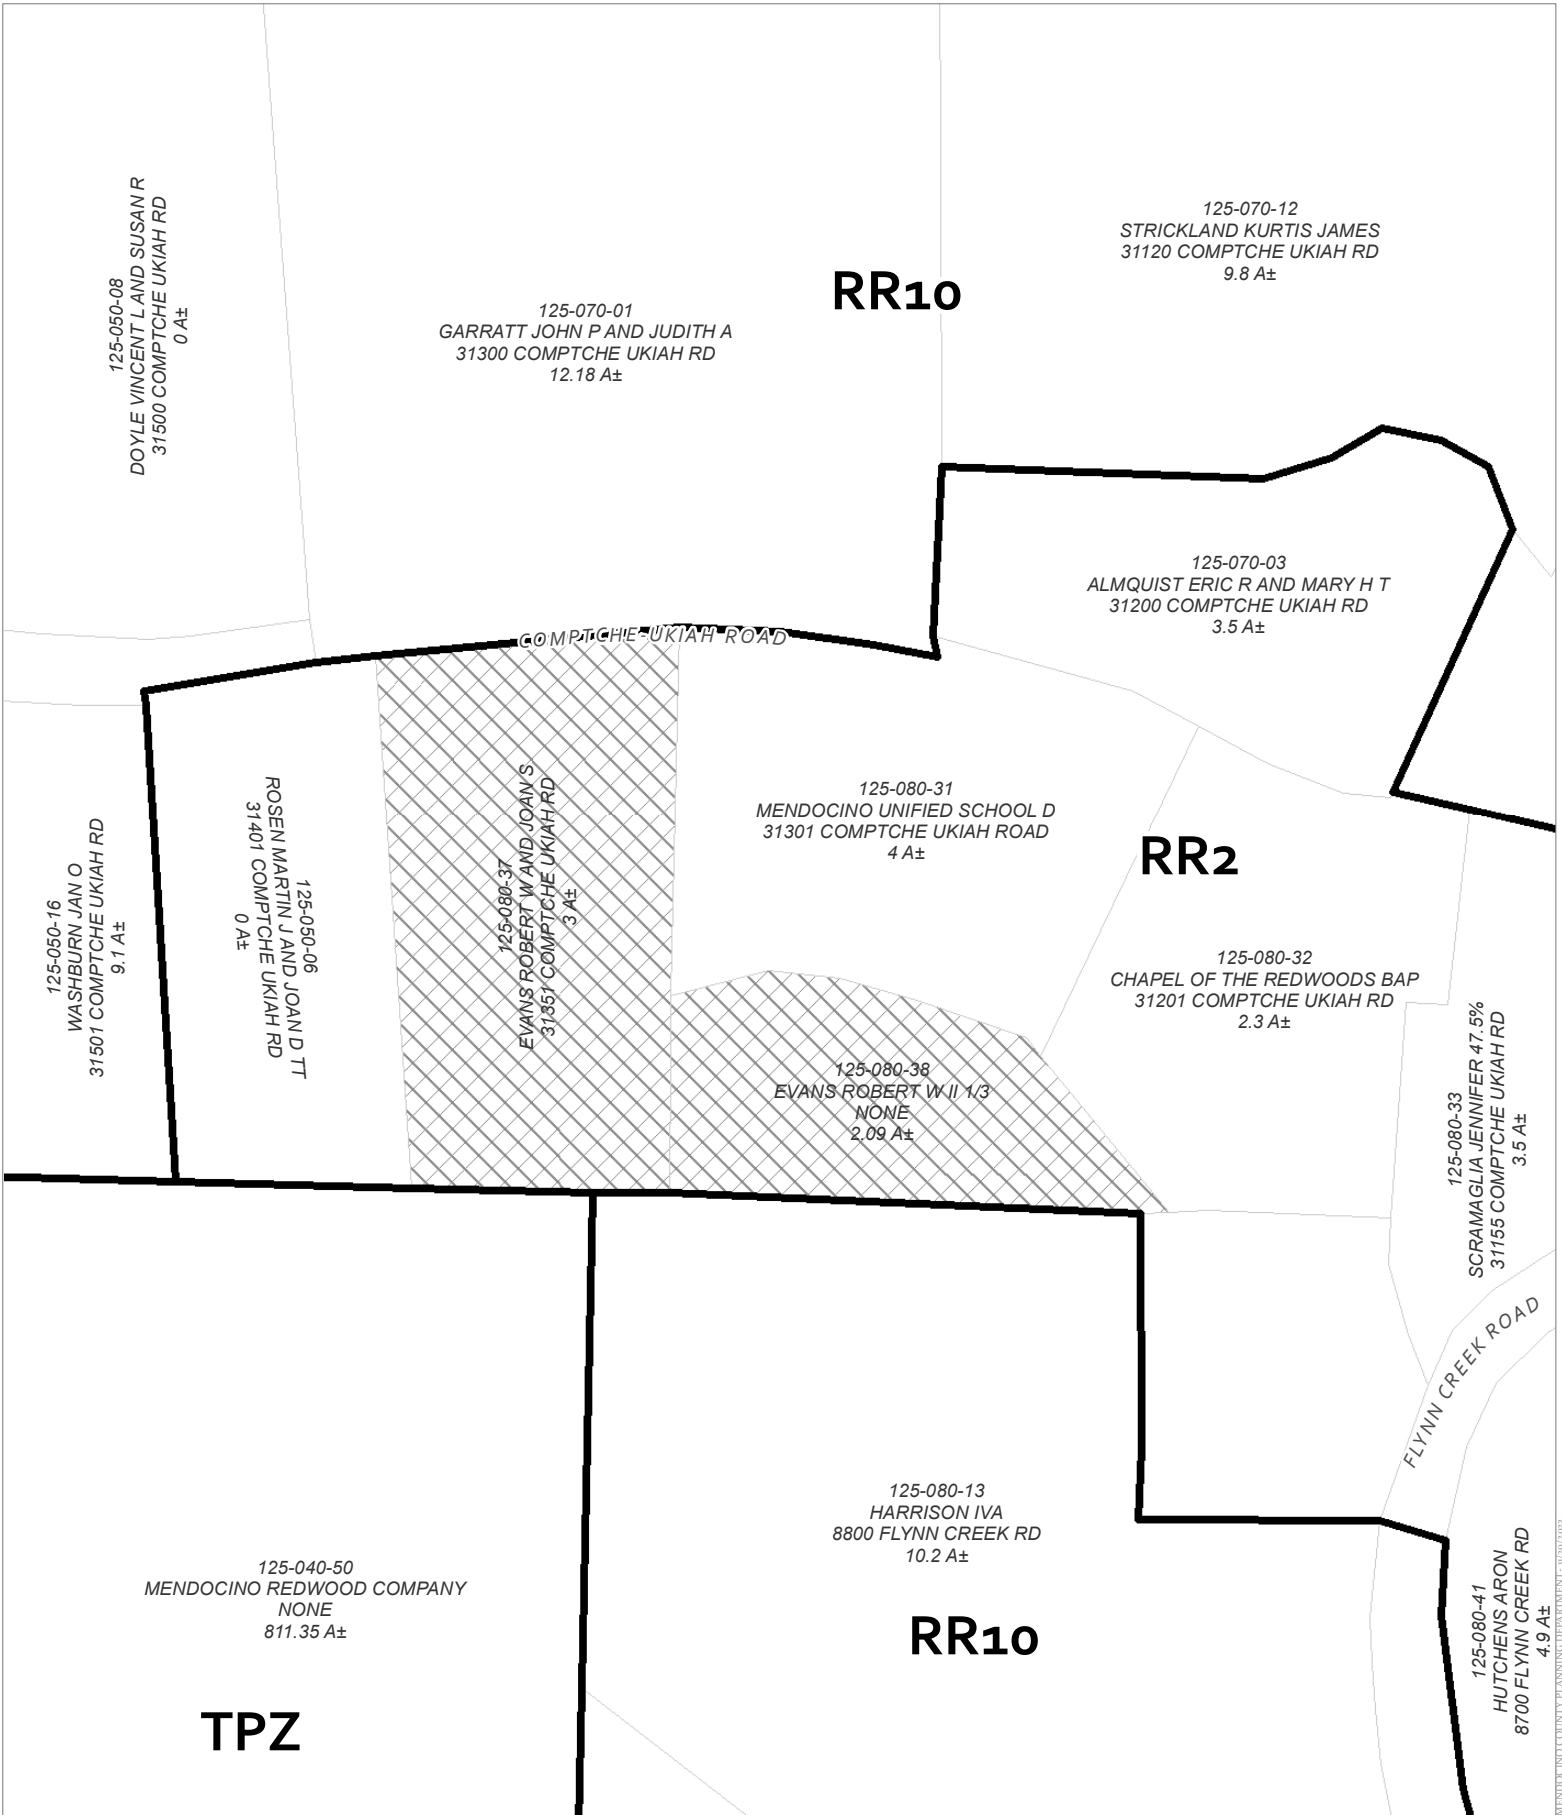 125-050-08
DOYLE VINCENT L AND SUSAN R
31500 COMPTCHE UKIAH RD
0 A±
125-070-01
GARRATT JOHN P AND JUDITH A
31300 COMPTCHE UKIAH RD
12.18 A±
RR10
125-070-12
STRICKLAND KURTIS JAMES
31120 COMPTCHE UKIAH RD
9.8 A±
125-070-03
ALMQUIST ERIC R AND MARY H T
31200 COMPTCHE UKIAH RD
3.5 A±
COMPTCHE-UKIAH ROAD
125-050-16
WASHBURN JAN O
31501 COMPTCHE UKIAH RD
9.1 A±
125-050-06
ROSEN MARTIN J AND JOAN D TT
31401 COMPTCHE UKIAH RD
0 A±
125-080-37
EVANS ROBERT W AND JOAN S
31351 COMPTCHE UKIAH RD
3 A±
125-080-31
MENDOCINO UNIFIED SCHOOL D
31301 COMPTCHE UKIAH ROAD
4 A±
RR2
125-080-32
CHAPEL OF THE REDWOODS BAP
31201 COMPTCHE UKIAH RD
2.3 A±
125-080-38
EVANS ROBERT W II 1/3
NONE
2.09 A±
125-080-33
SCRAMAGLIA JENNIFER 47.5%
31155 COMPTCHE UKIAH RD
3.5 A±
FLYNN CREEK ROAD
125-080-13
HARRISON IVA
8800 FLYNN CREEK RD
10.2 A±
RR10
125-040-50
MENDOCINO REDWOOD COMPANY
NONE
811.35 A±
TPZ
125-080-41
HUTCHENS ARON
8700 FLYNN CREEK RD
4.9 A±
MENDOCINO COUNTY PLANNING DEPARTMENT